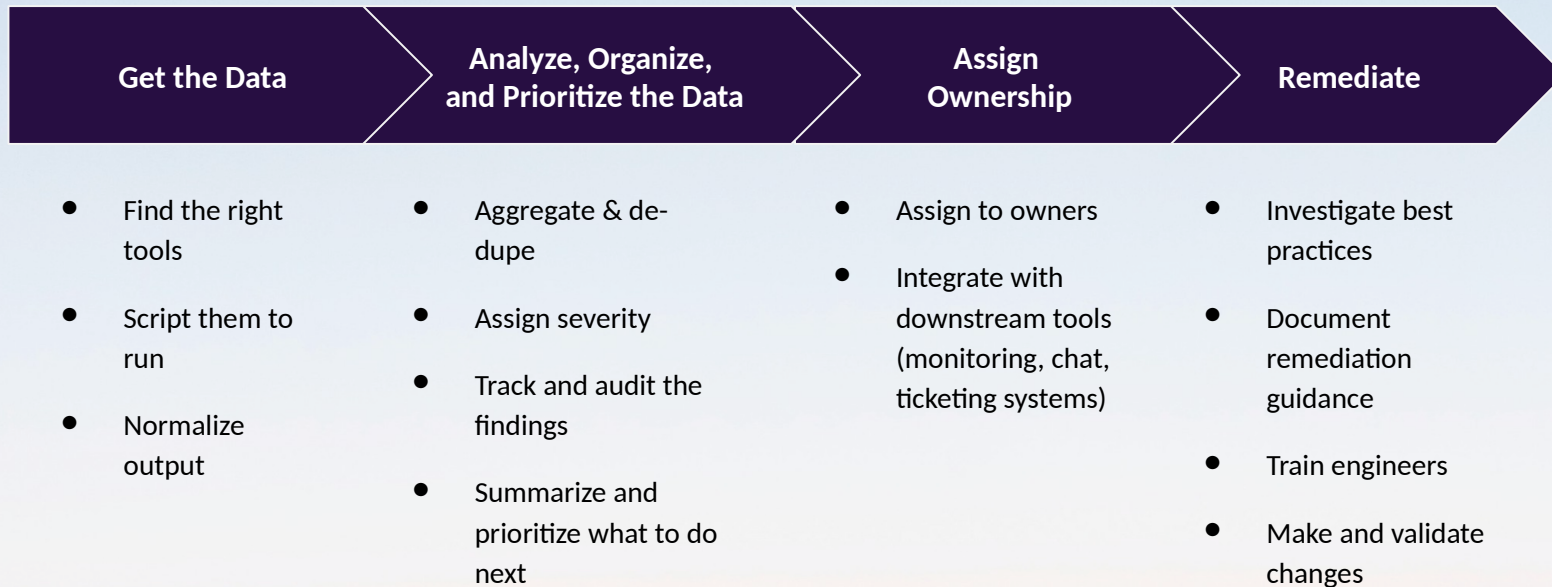 Get the Data
Analyze, Organize,
and Prioritize the Data
Assign
Ownership
Remediate
● Find the right
tools
● Script them to
run
● Normalize
output
● Aggregate & de-
dupe
● Assign severity
● Track and audit the
findings
● Summarize and
prioritize what to do
next
● Assign to owners
● Integrate with
downstream tools
(monitoring, chat,
ticketing systems)
● Investigate best
practices
● Document
remediation
guidance
● Train engineers
● Make and validate
changes